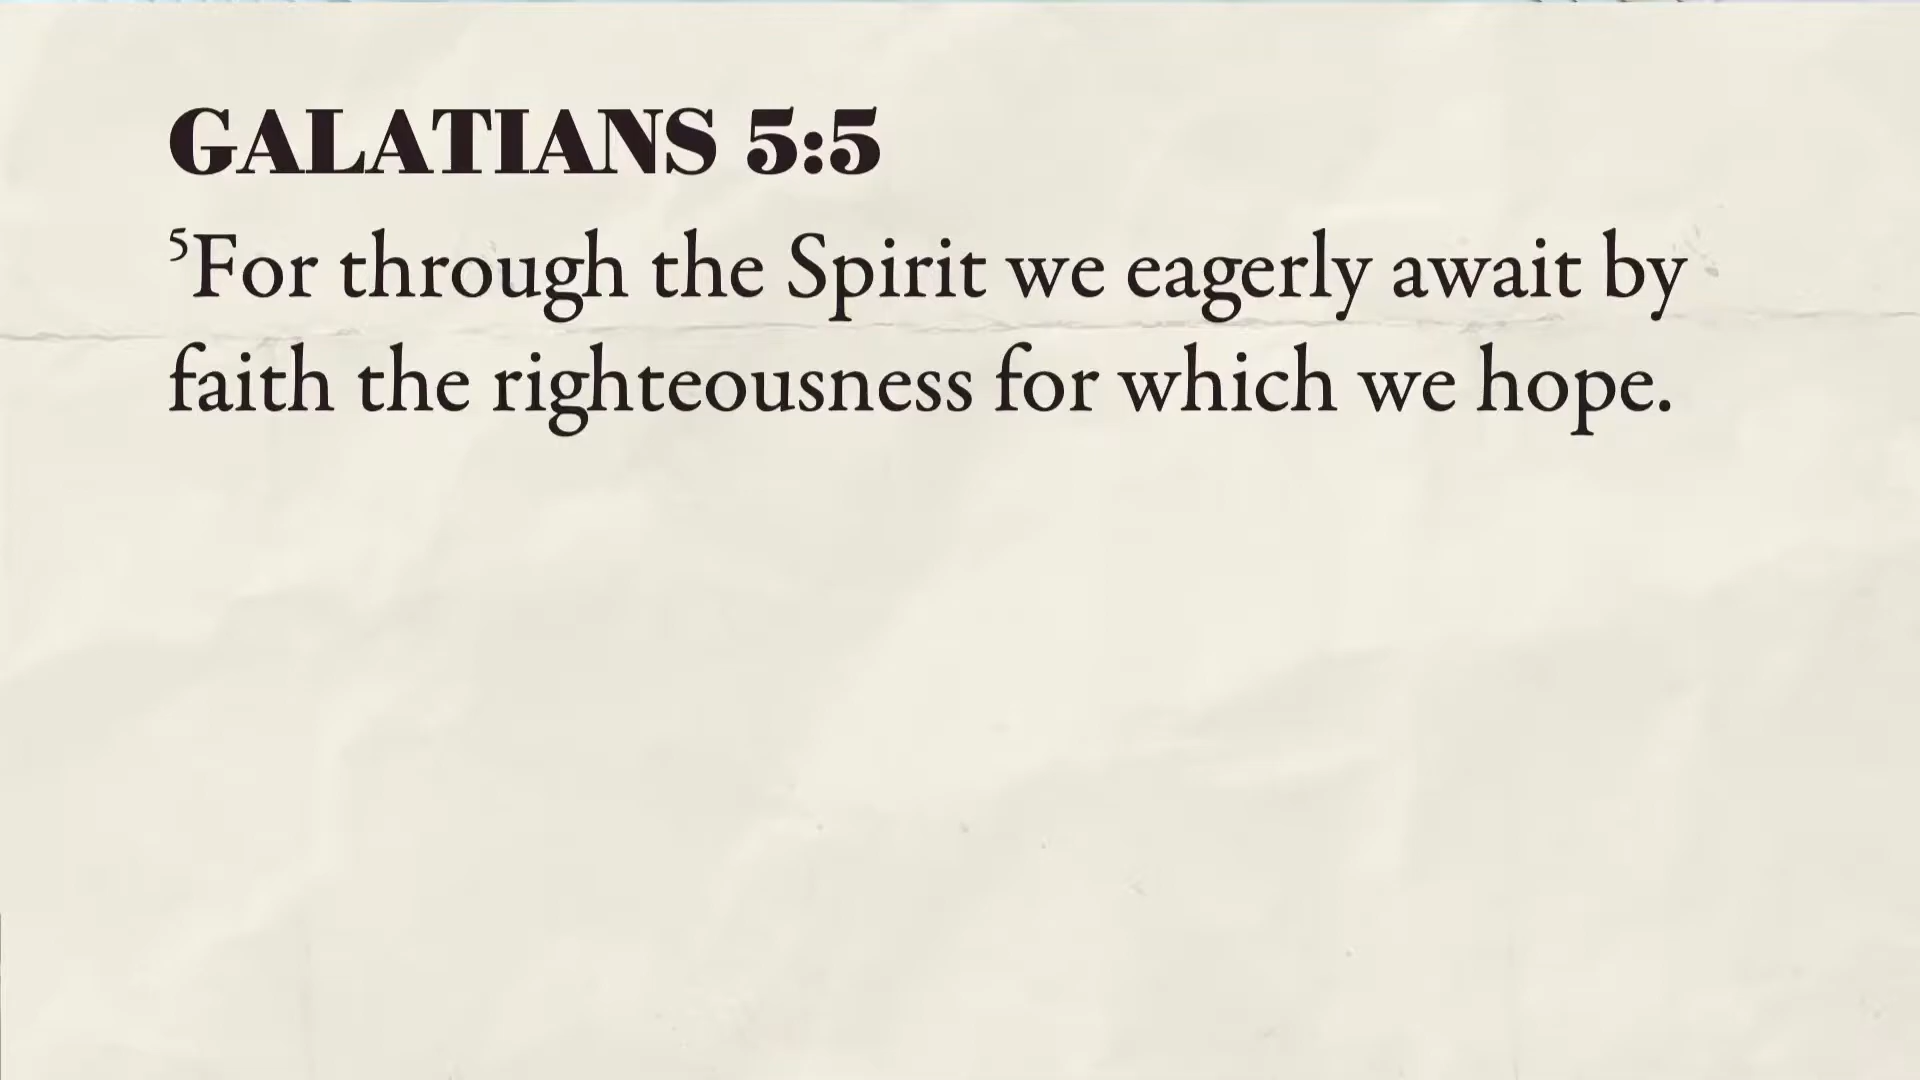 GALATIANS 5:5
⁵For through the Spirit we eagerly await by
faith the righteousness for which we hope.